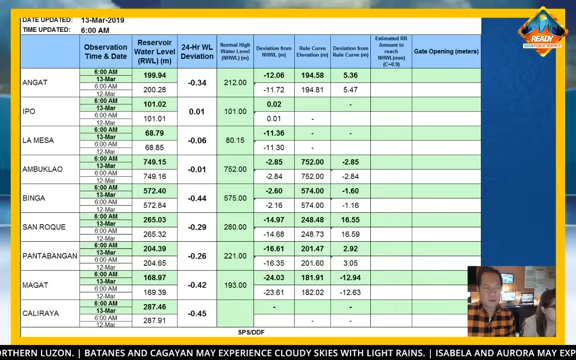 DATE UPDATED: 13-Mar-2019
TIME UPDATED: 6:00 AM
Observation Time & Date
Reservoir Water Level (RWL) (m)
24-Hr WL Deviation
Normal High Water Level (NHWL) (m)
Deviation from NHWL (m)
Rule Curve Elevation (m)
Deviation from Rule Curve (m)
Estimated RR Amount to reach NHWL(mm) (C=0.9)
Gate Opening (meters)
ANGAT
6:00 AM 13-Mar 199.94 -0.34 212.00 -12.06 194.58 5.36
6:00 AM 12-Mar 200.28 -11.72 194.81 5.47
IPO
6:00 AM 13-Mar 101.02 0.01 101.00 0.02 -
6:00 AM 12-Mar 101.01 0.01 -
LA MESA
6:00 AM 13-Mar 68.79 -0.06 80.15 -11.36 -
6:00 AM 12-Mar 68.85 -11.30 -
AMBUKLAO
6:00 AM 13-Mar 749.15 -0.01 752.00 -2.85 752.00 -2.85
6:00 AM 12-Mar 749.16 -2.84 752.00 -2.84
BINGA
6:00 AM 13-Mar 572.40 -0.44 575.00 -2.60 574.00 -1.60
6:00 AM 12-Mar 572.84 -2.16 574.00 -1.16
SAN ROQUE
6:00 AM 13-Mar 265.03 -0.29 280.00 -14.97 248.48 16.55
6:00 AM 12-Mar 265.32 -14.68 248.73 16.59
PANTABANGAN
6:00 AM 13-Mar 204.39 -0.26 221.00 -16.61 201.47 2.92
6:00 AM 12-Mar 204.65 -16.35 201.60 3.05
MAGAT
6:00 AM 13-Mar 168.97 -0.42 193.00 -24.03 181.91 -12.94
6:00 AM 12-Mar 169.39 -23.61 182.02 -12.63
CALIRAYA
6:00 AM 13-Mar 287.46 -0.45 - -
6:00 AM 12-Mar 287.91 - -
SPS/DDF
READY
ORTHERN LUZON. | BATANES AND CAGAYAN MAY EXPERIENCE CLOUDY SKIES WITH LIGHT RAINS. | ISABELA AND AURORA MAY EXP